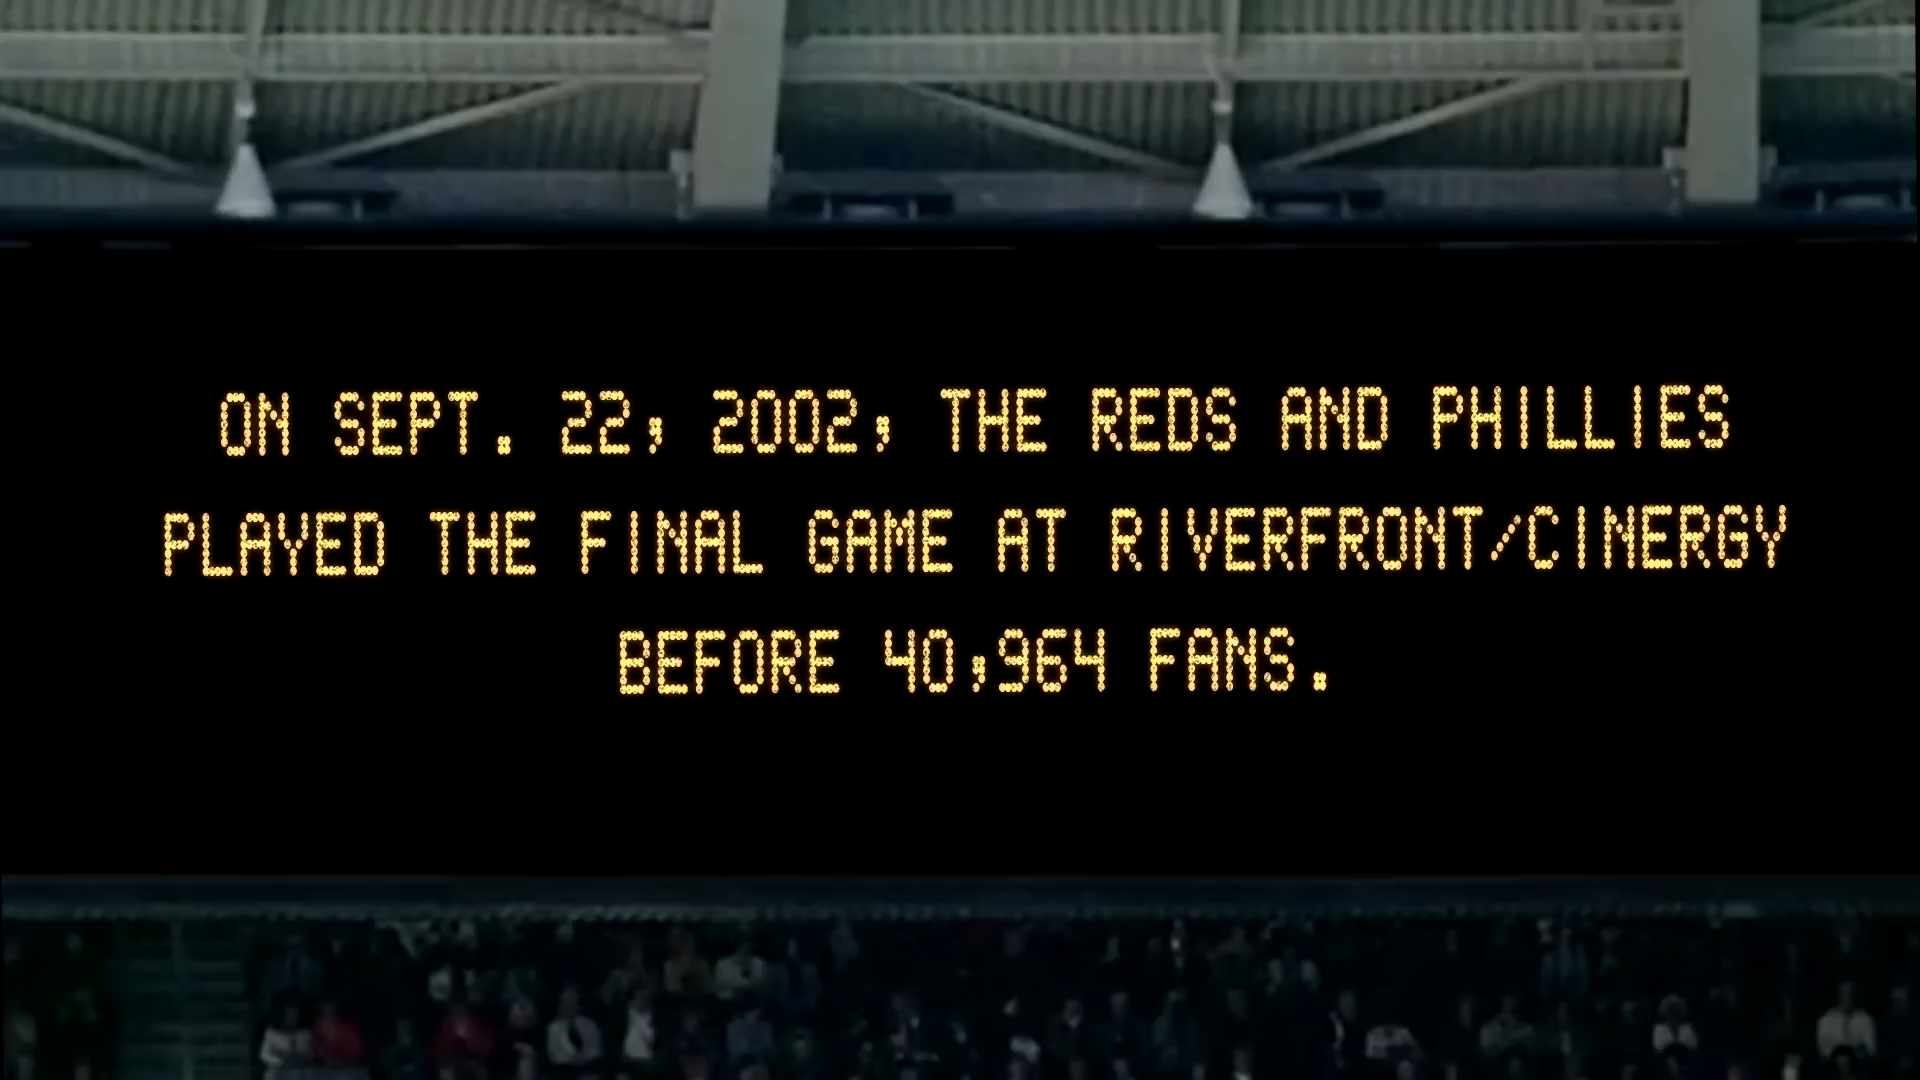 ON SEPT. 22, 2002, THE REDS AND PHILLIES
PLAYED THE FINAL GAME AT RIVERFRONT/CINERGY
BEFORE 40,964 FANS.